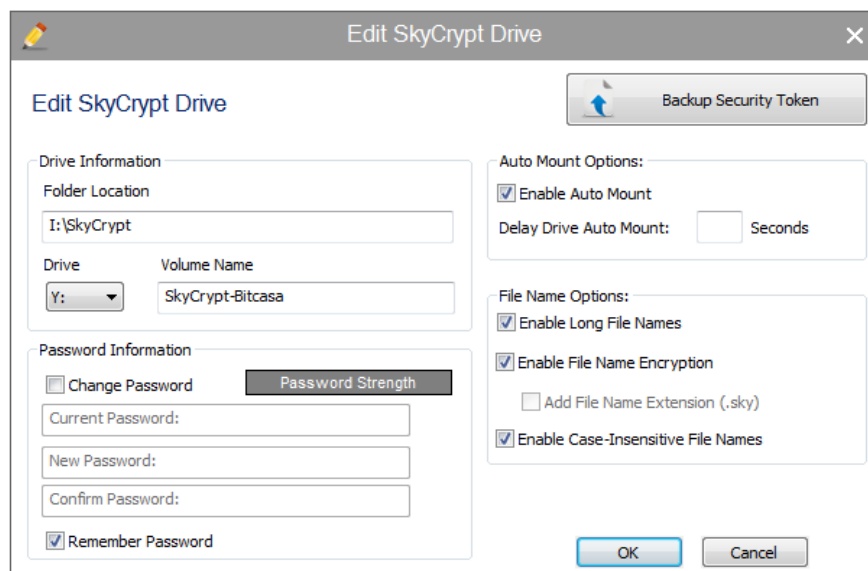 Edit SkyCrypt Drive
Edit SkyCrypt Drive
Backup Security Token
Drive Information
Folder Location
I:\SkyCrypt
Drive Volume Name
Y: SkyCrypt-Bitcasa
Password Information
Change Password Password Strength
Current Password:
New Password:
Confirm Password:
Remember Password
Auto Mount Options:
Enable Auto Mount
Delay Drive Auto Mount: Seconds
File Name Options:
Enable Long File Names
Enable File Name Encryption
Add File Name Extension (.sky)
Enable Case-Insensitive File Names
OK Cancel